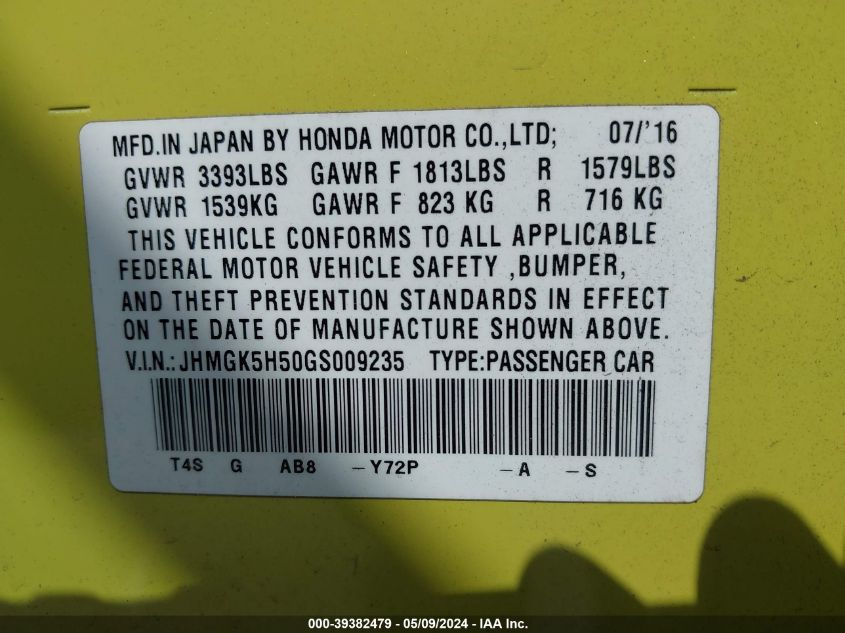 MFD.IN JAPAN BY HONDA MOTOR CO.,LTD; 07/'16
GVWR 3393LBS GAWR F 1813LBS R 1579LBS
GVWR 1539KG GAWR F 823 KG R 716 KG
THIS VEHICLE CONFORMS TO ALL APPLICABLE
FEDERAL MOTOR VEHICLE SAFETY ,BUMPER,
AND THEFT PREVENTION STANDARDS IN EFFECT
ON THE DATE OF MANUFACTURE SHOWN ABOVE.
V.I.N.: JHMGK5H50GS009235 TYPE:PASSENGER CAR
T4S G AB8 –Y72P –A –S
000-39382479 - 05/09/2024 - IAA Inc.